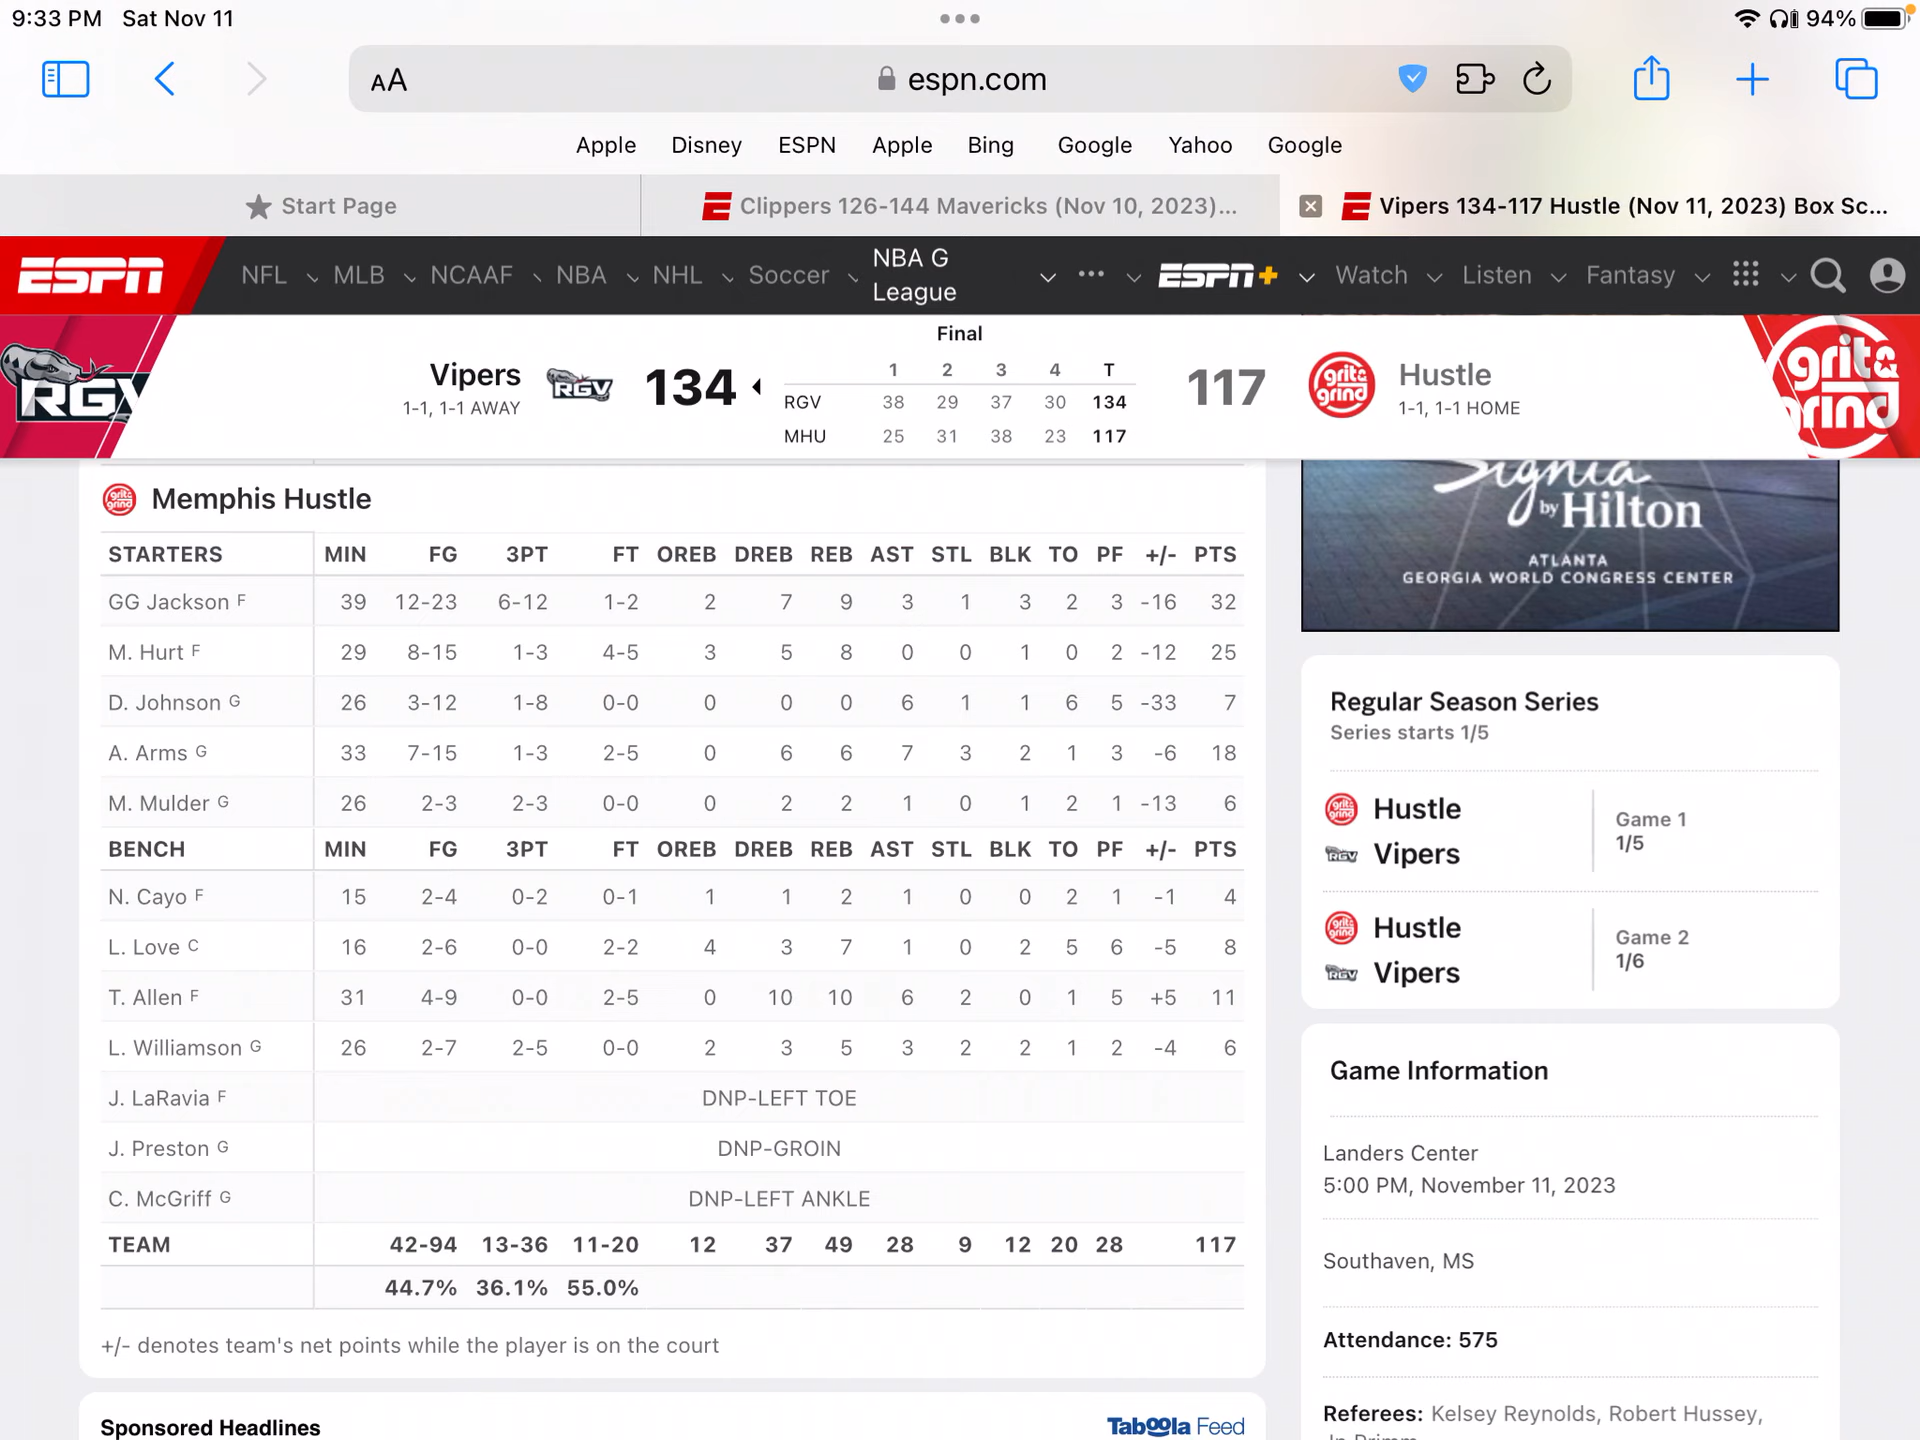 9:33 PM Sat Nov 11
94%
AA espn.com
Apple Disney ESPN Apple Bing Google Yahoo Google
Start Page
Clippers 126-144 Mavericks (Nov 10, 2023)...
Vipers 134-117 Hustle (Nov 11, 2023) Box Sc...
ESPN NFL MLB NCAAF NBA NHL Soccer NBA G League ... ESPN+ Watch Listen Fantasy
RGV
Vipers
1-1, 1-1 AWAY
RGV
134
Final
1 2 3 4 T
RGV 38 29 37 30 134
MHU 25 31 38 23 117
117
grit & grind
Hustle
1-1, 1-1 HOME
grit & grind
Memphis Hustle
STARTERS MIN FG 3PT FT OREB DREB REB AST STL BLK TO PF +/- PTS
GG Jackson F 39 12-23 6-12 1-2 2 7 9 3 1 3 2 3 -16 32
M. Hurt F 29 8-15 1-3 4-5 3 5 8 0 0 1 0 2 -12 25
D. Johnson G 26 3-12 1-8 0-0 0 0 0 6 1 1 6 5 -33 7
A. Arms G 33 7-15 1-3 2-5 0 6 6 7 3 2 1 3 -6 18
M. Mulder G 26 2-3 2-3 0-0 0 2 2 1 0 1 2 1 -13 6
BENCH MIN FG 3PT FT OREB DREB REB AST STL BLK TO PF +/- PTS
N. Cayo F 15 2-4 0-2 0-1 1 1 2 1 0 0 2 1 -1 4
L. Love C 16 2-6 0-0 2-2 4 3 7 1 0 2 5 6 -5 8
T. Allen F 31 4-9 0-0 2-5 0 10 10 6 2 0 1 5 +5 11
L. Williamson G 26 2-7 2-5 0-0 2 3 5 3 2 2 1 2 -4 6
J. LaRavia F DNP-LEFT TOE
J. Preston G DNP-GROIN
C. McGriff G DNP-LEFT ANKLE
TEAM 42-94 13-36 11-20 12 37 49 28 9 12 20 28 117
44.7% 36.1% 55.0%
+/- denotes team's net points while the player is on the court
Sponsored Headlines
Taboola Feed
Signia
by Hilton
ATLANTA
GEORGIA WORLD CONGRESS CENTER
Regular Season Series
Series starts 1/5
Hustle
Vipers
Game 1
1/5
Hustle
Vipers
Game 2
1/6
Game Information
Landers Center
5:00 PM, November 11, 2023
Southaven, MS
Attendance: 575
Referees: Kelsey Reynolds, Robert Hussey,